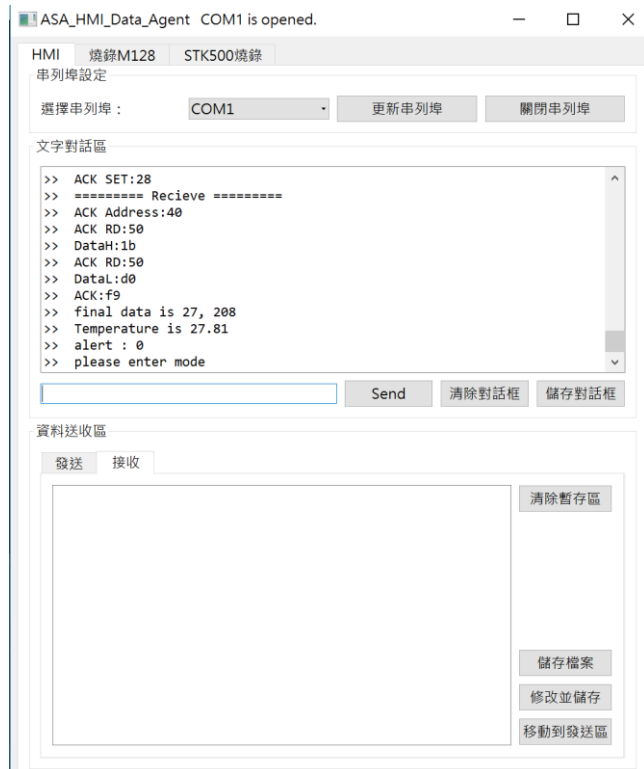 ASA_HMI_Data_Agent COM1 is opened.
HMI 燒錄M128 STK500燒錄
串列埠設定
選擇串列埠： COM1 更新串列埠 關閉串列埠
文字對話區
>> ACK SET:28
>> ========= Recieve =========
>> ACK Address:40
>> ACK RD:50
>> DataH:1b
>> ACK RD:50
>> DataL:d0
>> ACK:f9
>> final data is 27, 208
>> Temperature is 27.81
>> alert : 0
>> please enter mode
Send 清除對話框 儲存對話框
資料送收區
發送 接收
清除暫存區
儲存檔案
修改並儲存
移動到發送區